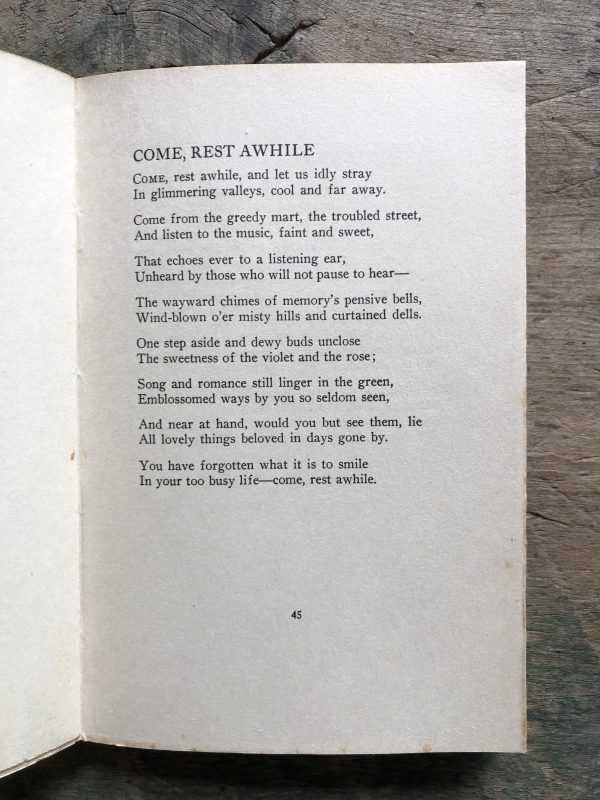 COME, REST AWHILE
COME, rest awhile, and let us idly stray
In glimmering valleys, cool and far away.
Come from the greedy mart, the troubled street,
And listen to the music, faint and sweet,
That echoes ever to a listening ear,
Unheard by those who will not pause to hear—
The wayward chimes of memory's pensive bells,
Wind-blown o'er misty hills and curtained dells.
One step aside and dewy buds unclose
The sweetness of the violet and the rose;
Song and romance still linger in the green,
Emblossomed ways by you so seldom seen,
And near at hand, would you but see them, lie
All lovely things beloved in days gone by.
You have forgotten what it is to smile
In your too busy life—come, rest awhile.
45